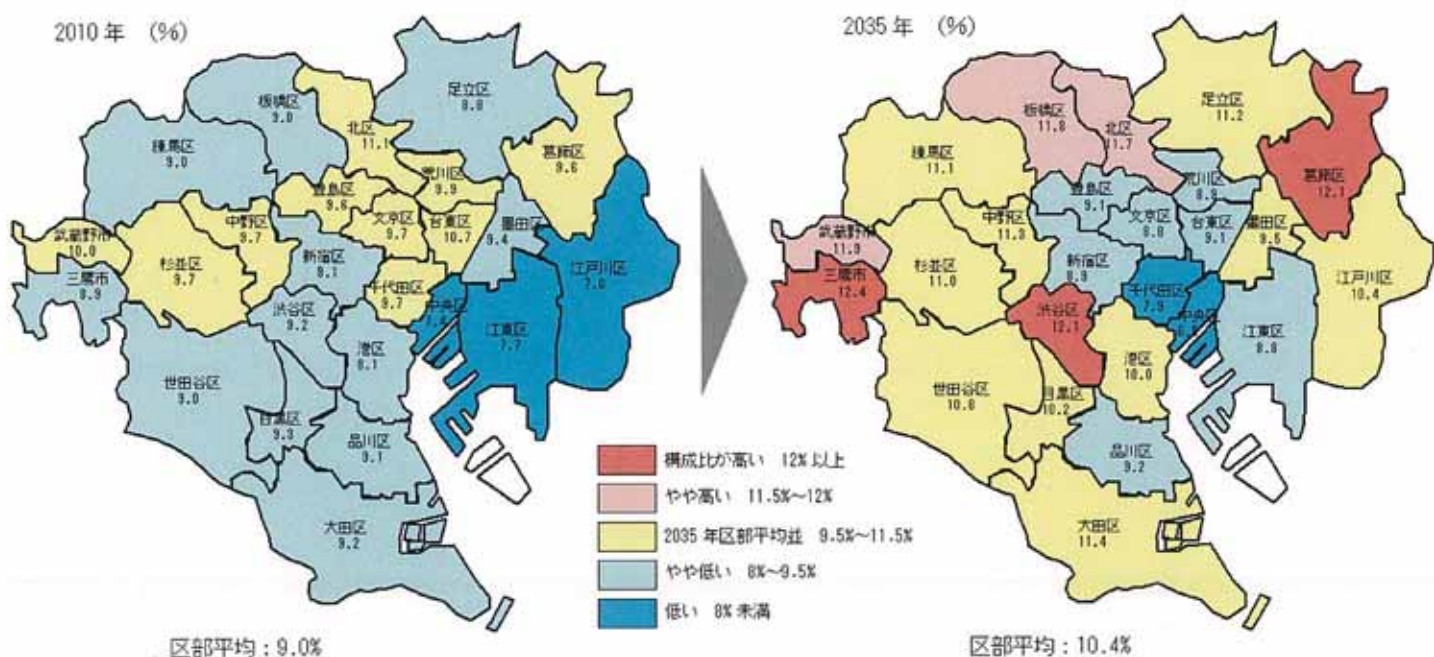 2010年 (%)
板橋区
9.0
足立区
8.8
北区
11.1
練馬区
9.0
葛飾区
9.6
荒川区
9.9
豊島区
9.6
文京区
9.7
台東区
10.7
墨田区
9.4
中野区
9.7
武蔵野市
杉並区
9.7
新宿区
8.1
江戸川区
三鷹市
8.9
千代田区
9.7
中央区
渋谷区
9.2
江東区
7.7
港区
8.1
世田谷区
9.0
目黒区
9.3
品川区
9.1
大田区
9.2
区部平均：9.0%
構成比が高い 12%以上
やや高い 11.5%～12%
2035年区部平均並 9.5%～11.5%
やや低い 8%～9.5%
低い 8%未満
2035年 (%)
板橋区
11.8
足立区
11.2
北区
11.7
練馬区
11.1
葛飾区
12.1
荒川区
8.9
豊島区
9.1
文京区
8.8
台東区
9.1
墨田区
9.5
中野区
武蔵野市
11.9
杉並区
11.0
新宿区
8.9
江戸川区
10.4
三鷹市
12.4
千代田区
7.9
中央区
渋谷区
12.1
江東区
8.8
港区
10.0
世田谷区
10.8
目黒区
10.2
品川区
9.2
大田区
11.4
区部平均：10.4%